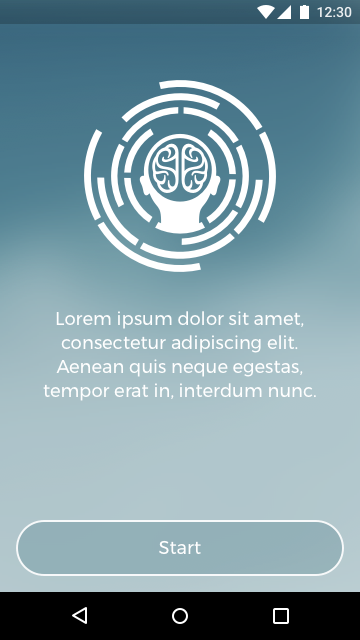 12:30
Lorem ipsum dolor sit amet,
consectetur adipiscing elit.
Aenean quis neque egestas,
tempor erat in, interdum nunc.
Start